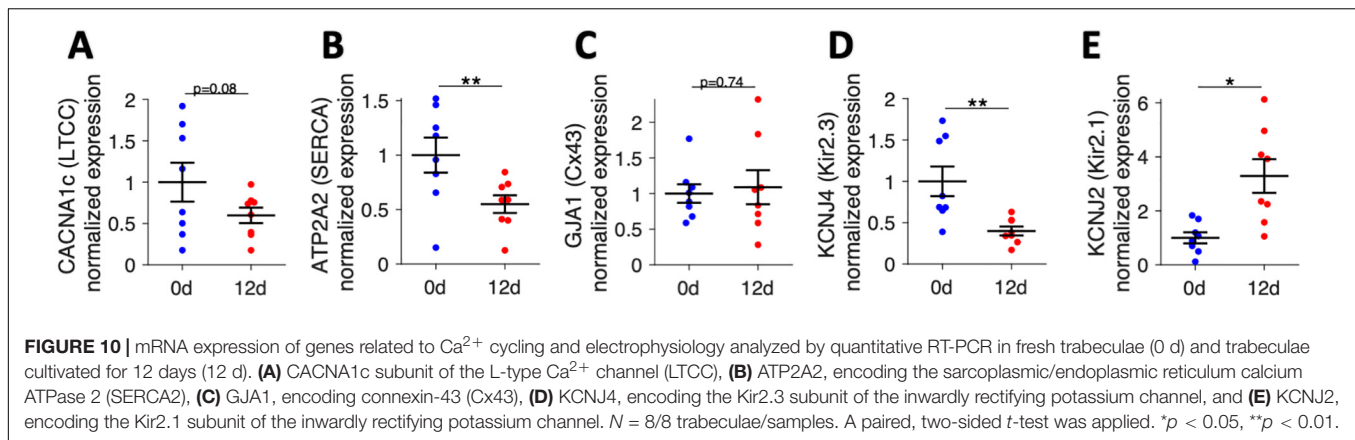 A
B
C
D
E
p=0.08
**
p=0.74
**
*
CACNA1c (LTCC)
normalized expression
2
1.5
1
0.5
0
0d 12d
ATP2A2 (SERCA)
normalized expression
1.5
1
0.5
0
0d 12d
GJA1 (Cx43)
normalized expression
2
1.5
1
0.5
0
0d 12d
KCNJ4 (Kir2.3)
normalized expression
2
1.5
1
0.5
0
0d 12d
KCNJ2 (Kir2.1)
normalized expression
6
4
2
0
0d 12d
FIGURE 10 | mRNA expression of genes related to Ca2+ cycling and electrophysiology analyzed by quantitative RT-PCR in fresh trabeculae (0 d) and trabeculae
cultivated for 12 days (12 d). (A) CACNA1c subunit of the L-type Ca2+ channel (LTCC), (B) ATP2A2, encoding the sarcoplasmic/endoplasmic reticulum calcium
ATPase 2 (SERCA2), (C) GJA1, encoding connexin-43 (Cx43), (D) KCNJ4, encoding the Kir2.3 subunit of the inwardly rectifying potassium channel, and (E) KCNJ2,
encoding the Kir2.1 subunit of the inwardly rectifying potassium channel. N = 8/8 trabeculae/samples. A paired, two-sided t-test was applied. *p < 0.05, **p < 0.01.